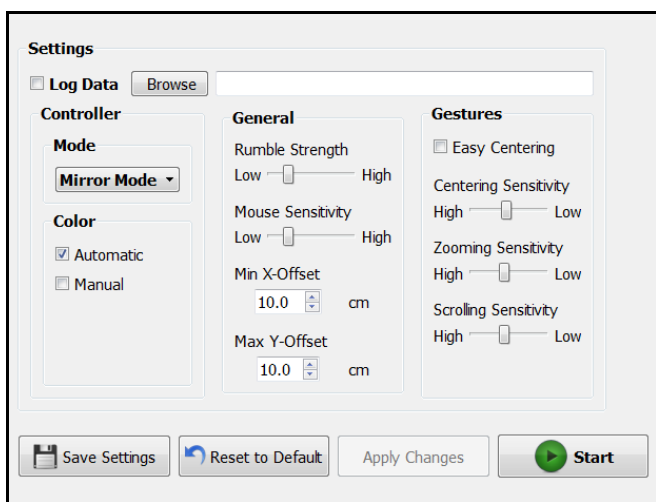 Settings
Log Data Browse
Controller
Mode
Mirror Mode
Color
Automatic
Manual
General
Rumble Strength
Low High
Mouse Sensitivity
Low High
Min X-Offset
10.0 cm
Max Y-Offset
10.0 cm
Gestures
Easy Centering
Centering Sensitivity
High Low
Zooming Sensitivity
High Low
Scrolling Sensitivity
High Low
Save Settings Reset to Default Apply Changes Start